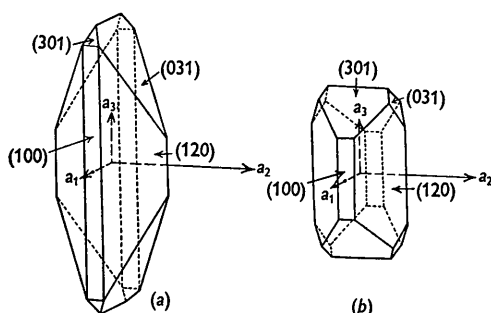 (301)
(031)
a3
(100)
(120)
a1
a2
(a)
(301)
(031)
a3
(100)
(120)
a1
a2
(b)